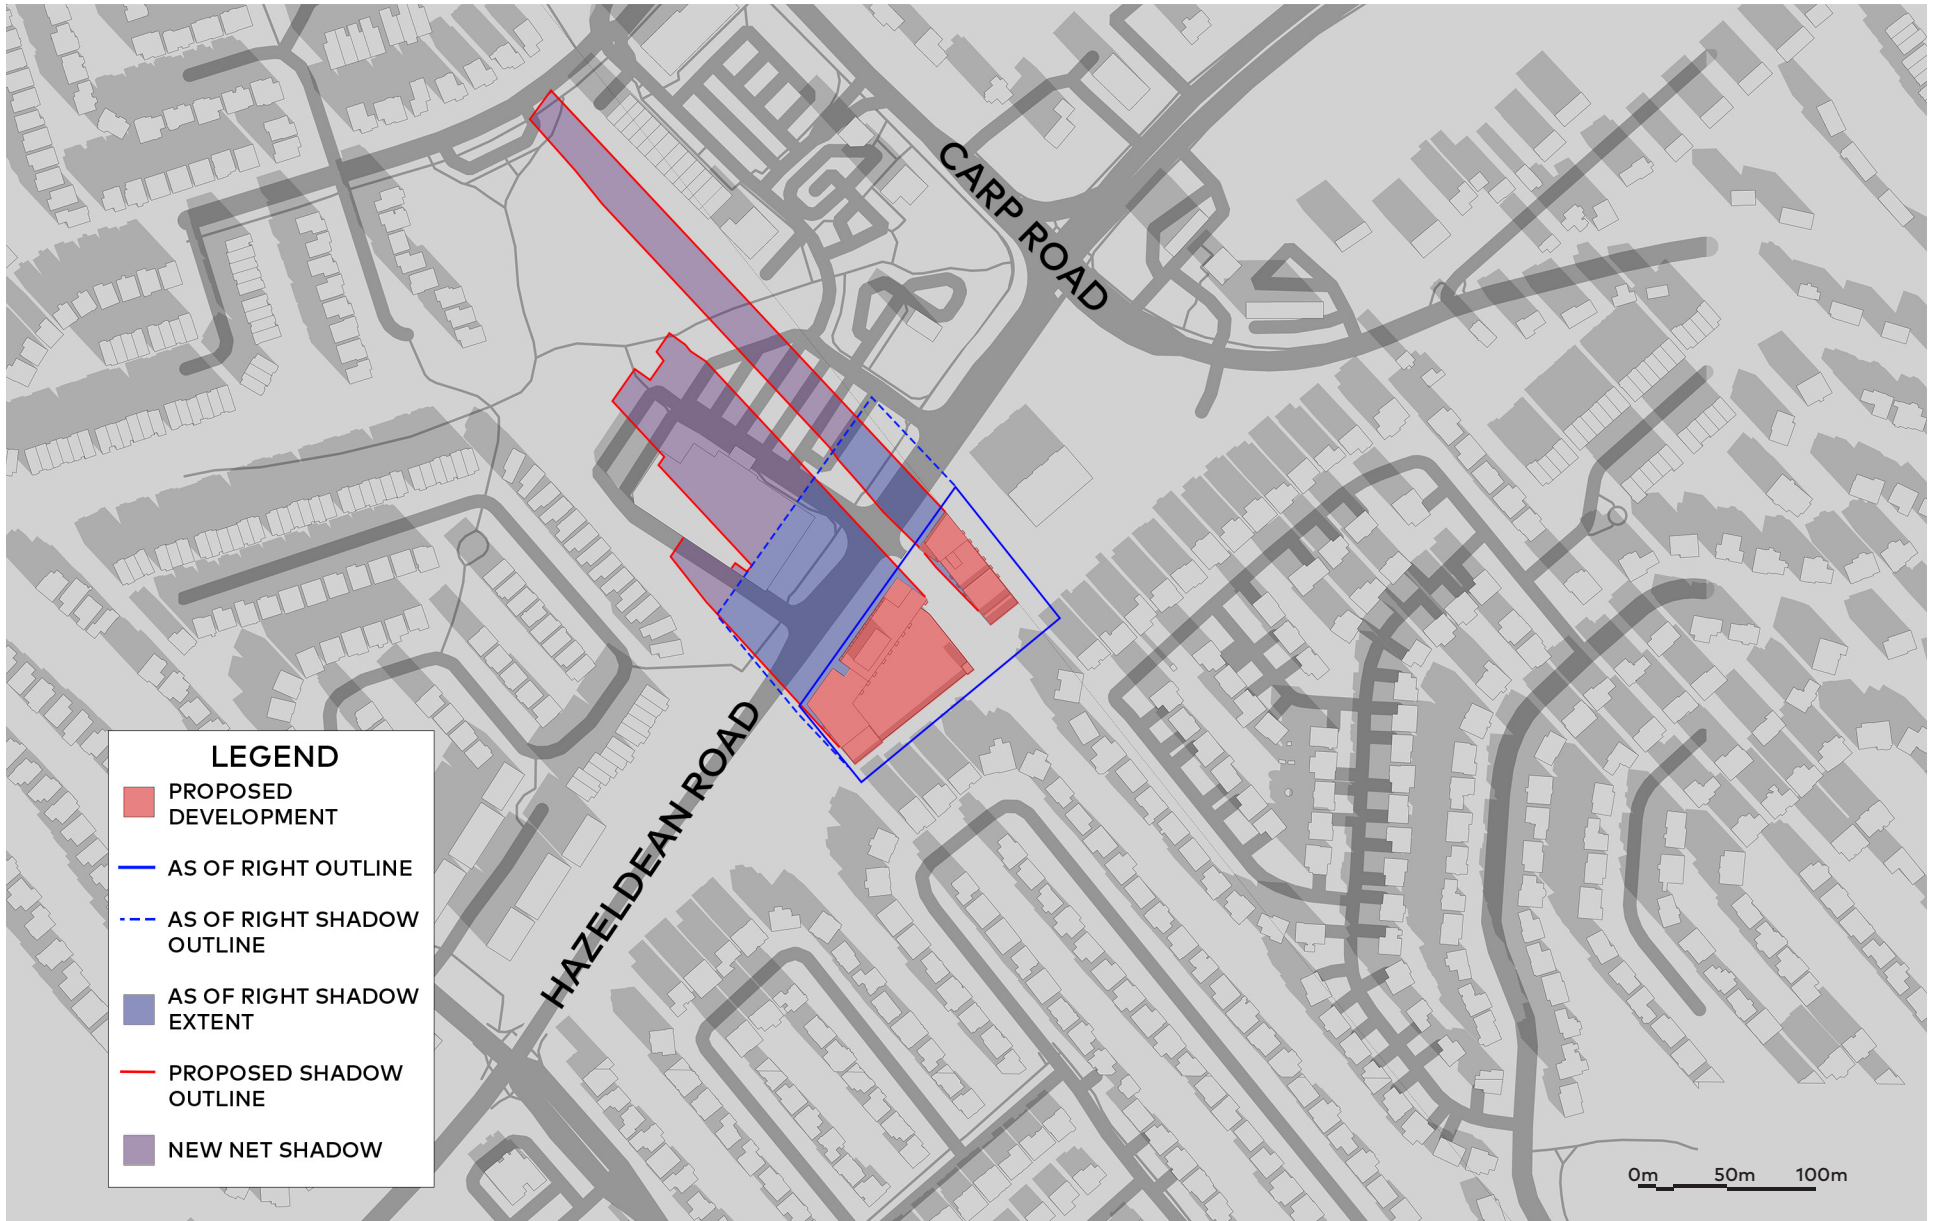 CARP ROAD
HAZELDEAN ROAD
LEGEND
PROPOSED
DEVELOPMENT
AS OF RIGHT OUTLINE
AS OF RIGHT SHADOW
OUTLINE
AS OF RIGHT SHADOW
EXTENT
PROPOSED SHADOW
OUTLINE
NEW NET SHADOW
0m 50m 100m